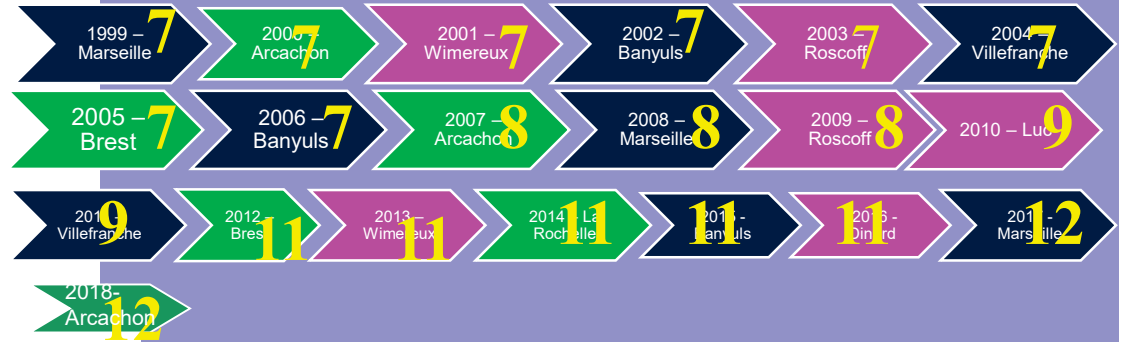 1999 –
Marseille
7
2000 –
Arcachon
7
2001 –
Wimereux
7
2002 –
Banyuls
7
2003 –
Roscoff
7
2004 –
Villefranche
7
2005 –
Brest
7
2006 –
Banyuls
7
2007 –
Arcachon
8
2008 –
Marseille
8
2009 –
Roscoff
8
2010 – Luc
9
2011 -
Villefranche
9
2012 –
Brest
11
2013 –
Wimereux
11
2014 - La
Rochelle
11
2015 -
Banyuls
11
2016 -
Dinard
11
2017 -
Marseille
12
2018-
Arcachon
12